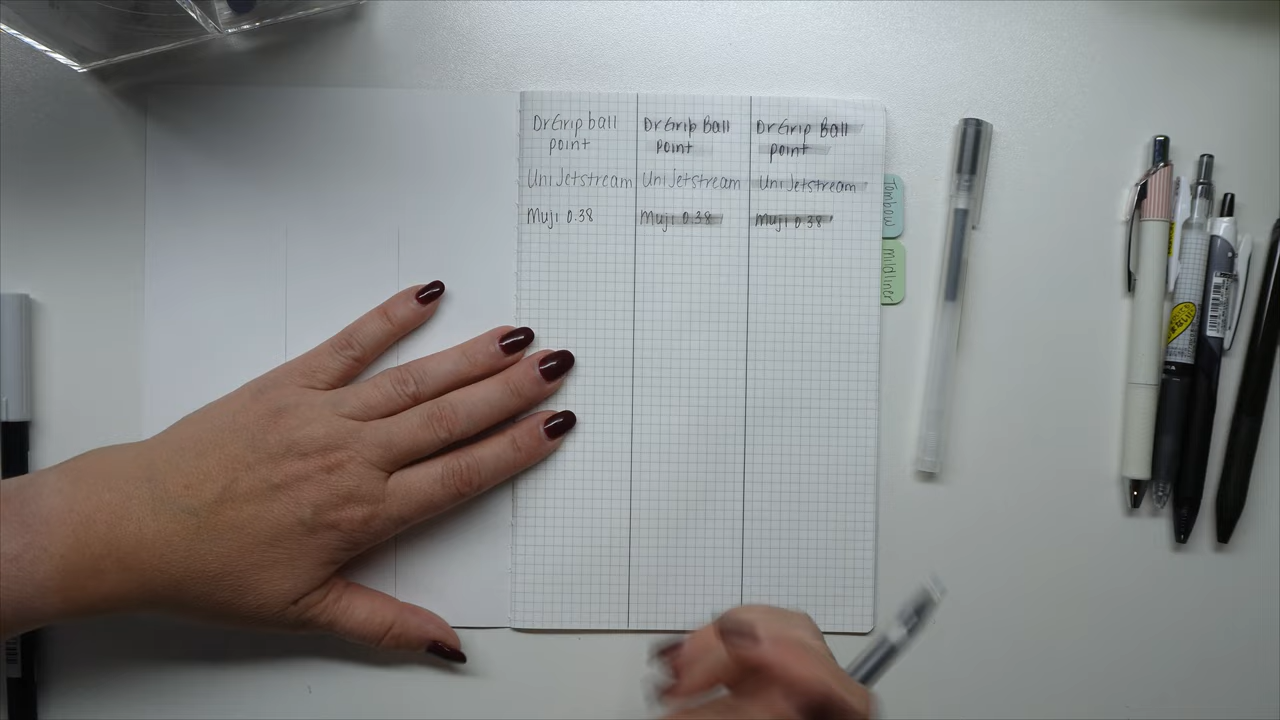 Dr Grip ball
point
Uni Jetstream
Muji 0.38
Dr Grip Ball
point
Uni Jetstream
Muji 0.38
Dr Grip Ball
point
Uni Jetstream
Muji 0.38
Tombow
Mildliner